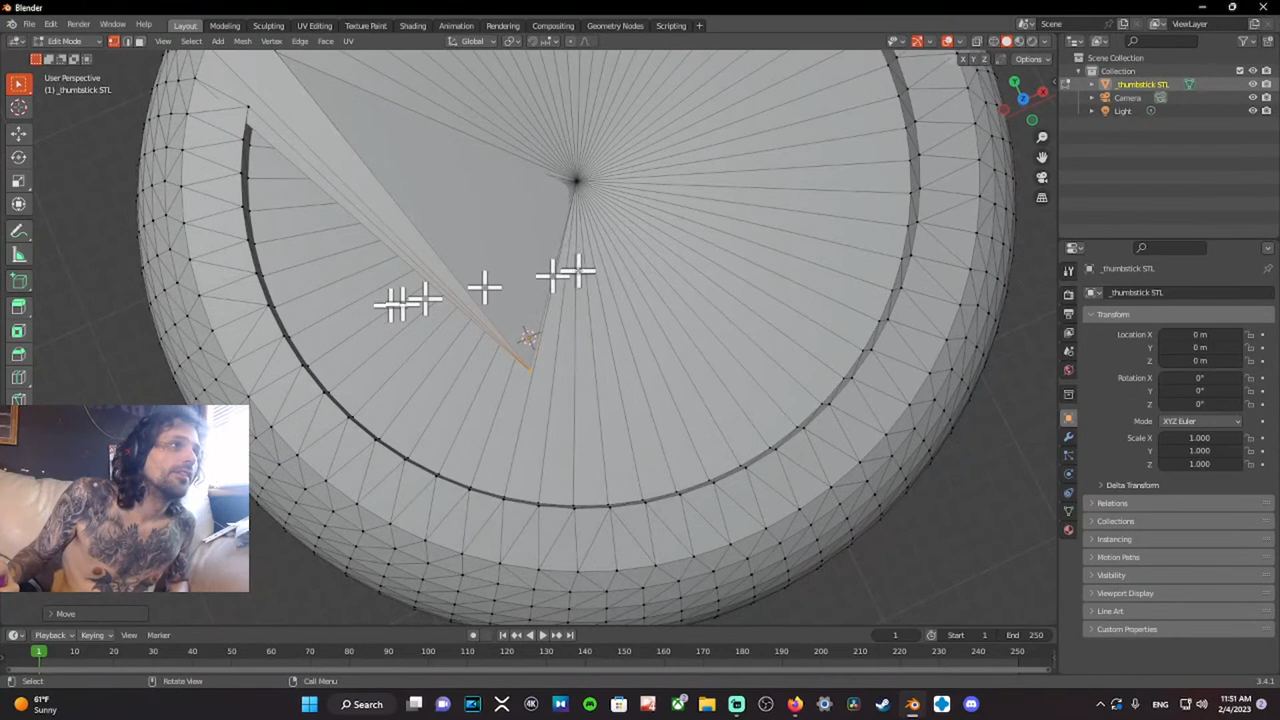 Blender
File Edit Render Window Help Layout Modeling Sculpting UV Editing Texture Paint Shading Animation Rendering Compositing Geometry Nodes Scripting + Scene ViewLayer
Edit Mode View Select Add Mesh Vertex Edge Face UV Global
X Y Z Options
User Perspective
(1) _thumbstick STL
Scene Collection
Collection
_thumbstick STL
Camera
Light
_thumbstick STL
_thumbstick STL
Transform
Location X 0 m
Y 0 m
Z 0 m
Rotation X 0°
Y 0°
Z 0°
Mode XYZ Euler
Scale X 1.000
Y 1.000
Z 1.000
Delta Transform
Relations
Collections
Instancing
Motion Paths
Visibility
Viewport Display
Line Art
Custom Properties
Move
Playback Keying View Marker 1 Start 1 End 250
1 10 20 30 40 50 60 70 80 90 100 110 120 130 140 150 160 170 180 190 200 210 220 230 240 250
Select Rotate View Call Menu 3.4.1
61°F
Sunny
Search
ENG
11:51 AM
2/4/2023